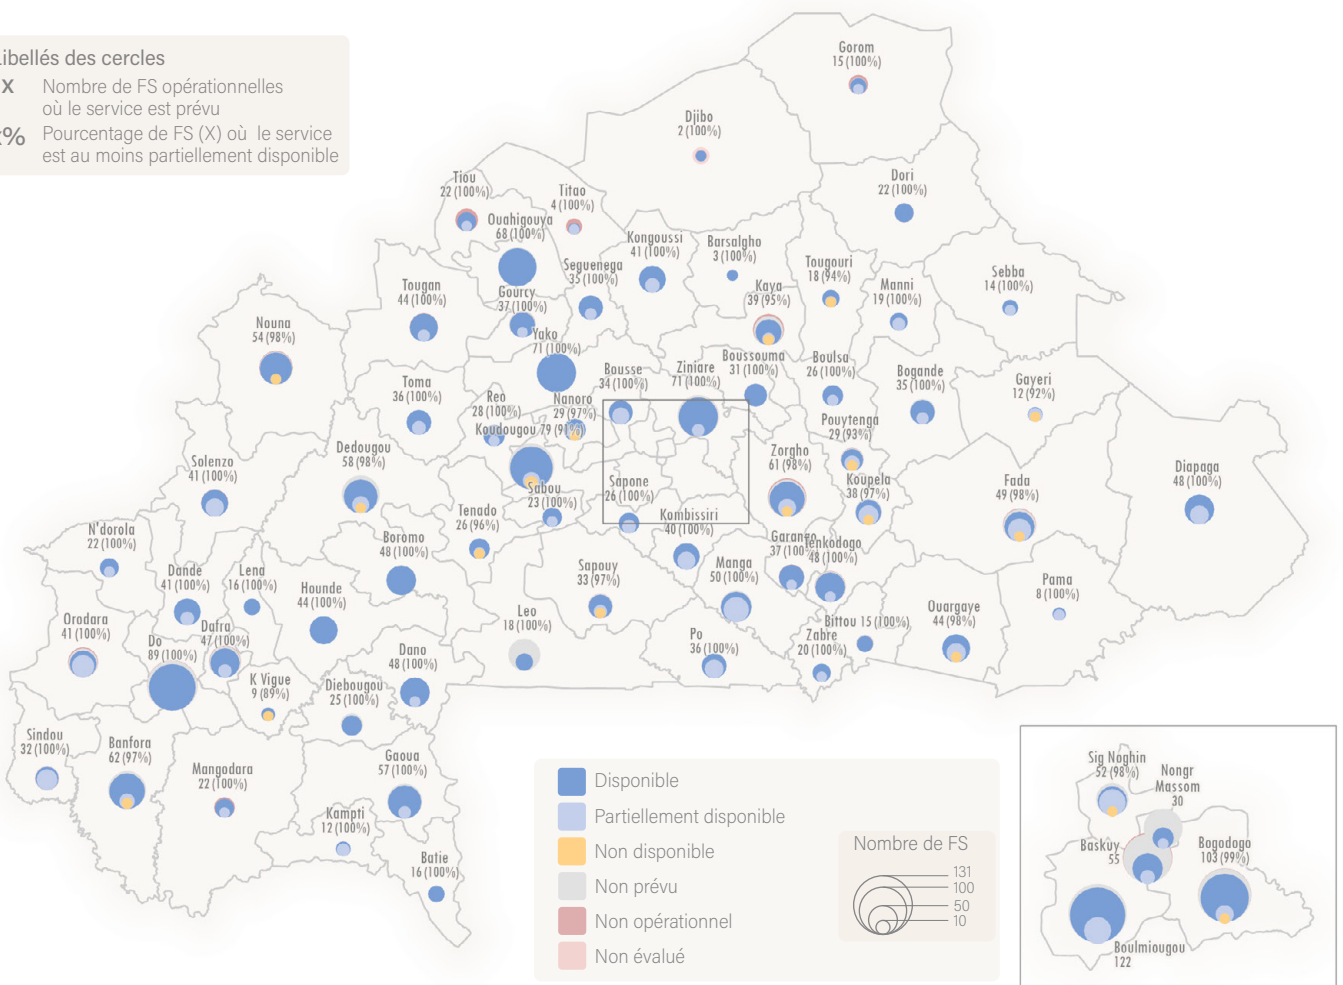 Libellés des cercles
X Nombre de FS opérationnelles
où le service est prévu
% Pourcentage de FS (X) où le service
est au moins partiellement disponible
Gorom
15 (100%)
Djibo
2 (100%)
Dori
22 (100%)
Tiou
22 (100%)
Titao
4 (100%)
Ouahigouya
68 (100%)
Kongoussi
41 (100%)
Barsalgho
3 (100%)
Tougouri
18 (94%)
Sebba
14 (100%)
Seguenega
35 (100%)
Tougan
44 (100%)
Gourcy
37 (100%)
Kaya
39 (95%)
Manni
19 (100%)
Nouna
54 (98%)
Yako
71 (100%)
Bousse
34 (100%)
Ziniare
71 (100%)
Boussouma
31 (100%)
Boulsa
26 (100%)
Bogande
35 (100%)
Gayeri
12 (92%)
Toma
36 (100%)
Reo
28 (100%)
Nanoro
29 (97%)
Koudougou 79 (9
Pouytenga
29 (93%)
Dedougou
58 (98%)
Zorgho
61 (98%)
Solenzo
41 (100%)
Sabou
23 (100%)
Sapone
26 (100%)
Koupela
38 (97%)
Fada
49 (98%)
Diapaga
48 (100%)
Tenado
26 (96%)
Kombissiri
40 (100%)
N'dorola
22 (100%)
Boromo
48 (100%)
Garango
37 (100%)
Tenkodogo
48 (100%)
Dande
41 (100%)
Lena
16 (100%)
Hounde
44 (100%)
Sapouy
33 (97%)
Manga
50 (100%)
Pama
8 (100%)
Orodara
41 (100%)
Dafra
47 (100%)
Leo
18 (100%)
Ouargaye
44 (98%)
Bittou 15 (100%)
Do
89 (100%)
Dano
48 (100%)
Po
36 (100%)
Zabre
20 (100%)
K Vigue
9 (89%)
Diebougou
25 (100%)
Sindou
32 (100%)
Banfora
62 (97%)
Mangodara
22 (100%)
Gaoua
57 (100%)
Kampti
12 (100%)
Batie
16 (100%)
Disponible
Partiellement disponible
Non disponible
Non prévu
Non opérationnel
Non évalué
Nombre de FS
131
100
50
10
Sig Noghin
52 (98%)
Nongr
Massom
30
Baskuy
55
Bogodogo
103 (99%)
Boulmiougou
122